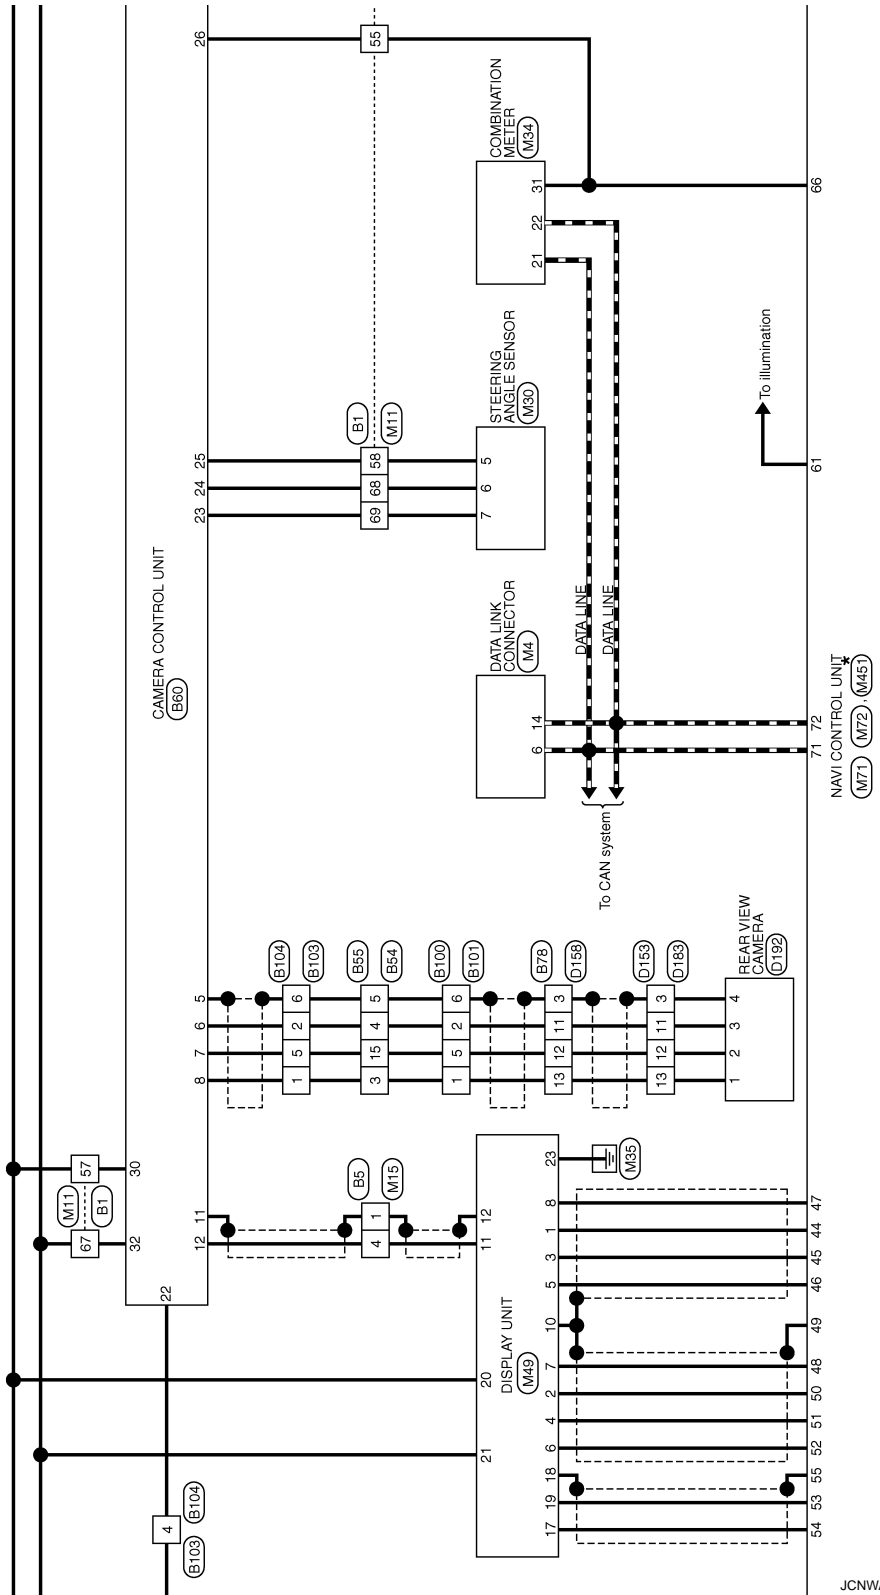 26
55
COMBINATION
METER
M34
31
22
21
66
To illumination
61
B1
M11
STEERING
ANGLE SENSOR
M30
25
24
23
58
68
69
5
6
7
CAMERA CONTROL UNIT
B60
DATA LINK
CONNECTOR
M4
DATA LINE
DATA LINE
14
6
72
71
NAVI CONTROL UNIT*
M71 M72 , M451
To CAN system
REAR VIEW
CAMERA
D192
B104
B103
B55
B54
B100
B101
B78
D158
D153
D183
5 6 5 6 3 3 4
6 2 4 2 11 11 3
7 5 15 5 12 12 2
8 1 3 1 13 13 1
57
30
M11
B1
67
32
22
11
12
B5
M15
1
4
12
11
23
M35
DISPLAY UNIT
M49
20
21
8 47
1 44
3 45
5 46
10 49
7 48
2 50
4 51
6 52
18 55
19 53
17 54
4
B104
B103
JCNW